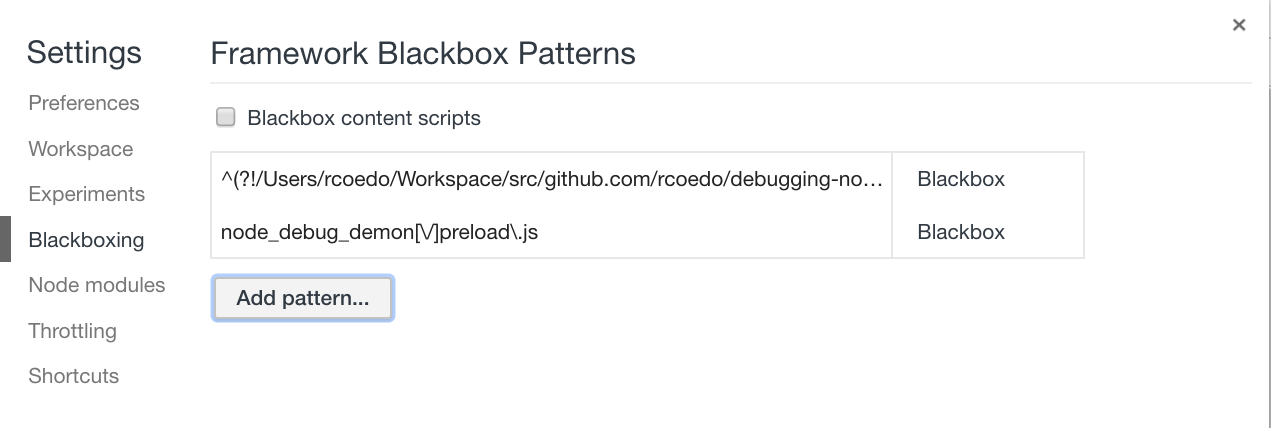 Settings
Preferences
Workspace
Experiments
Blackboxing
Node modules
Throttling
Shortcuts
Framework Blackbox Patterns
Blackbox content scripts
^(?!/Users/rcoedo/Workspace/src/github.com/rcoedo/debugging-no… Blackbox
node_debug_demon[\/]preload\.js Blackbox
Add pattern...